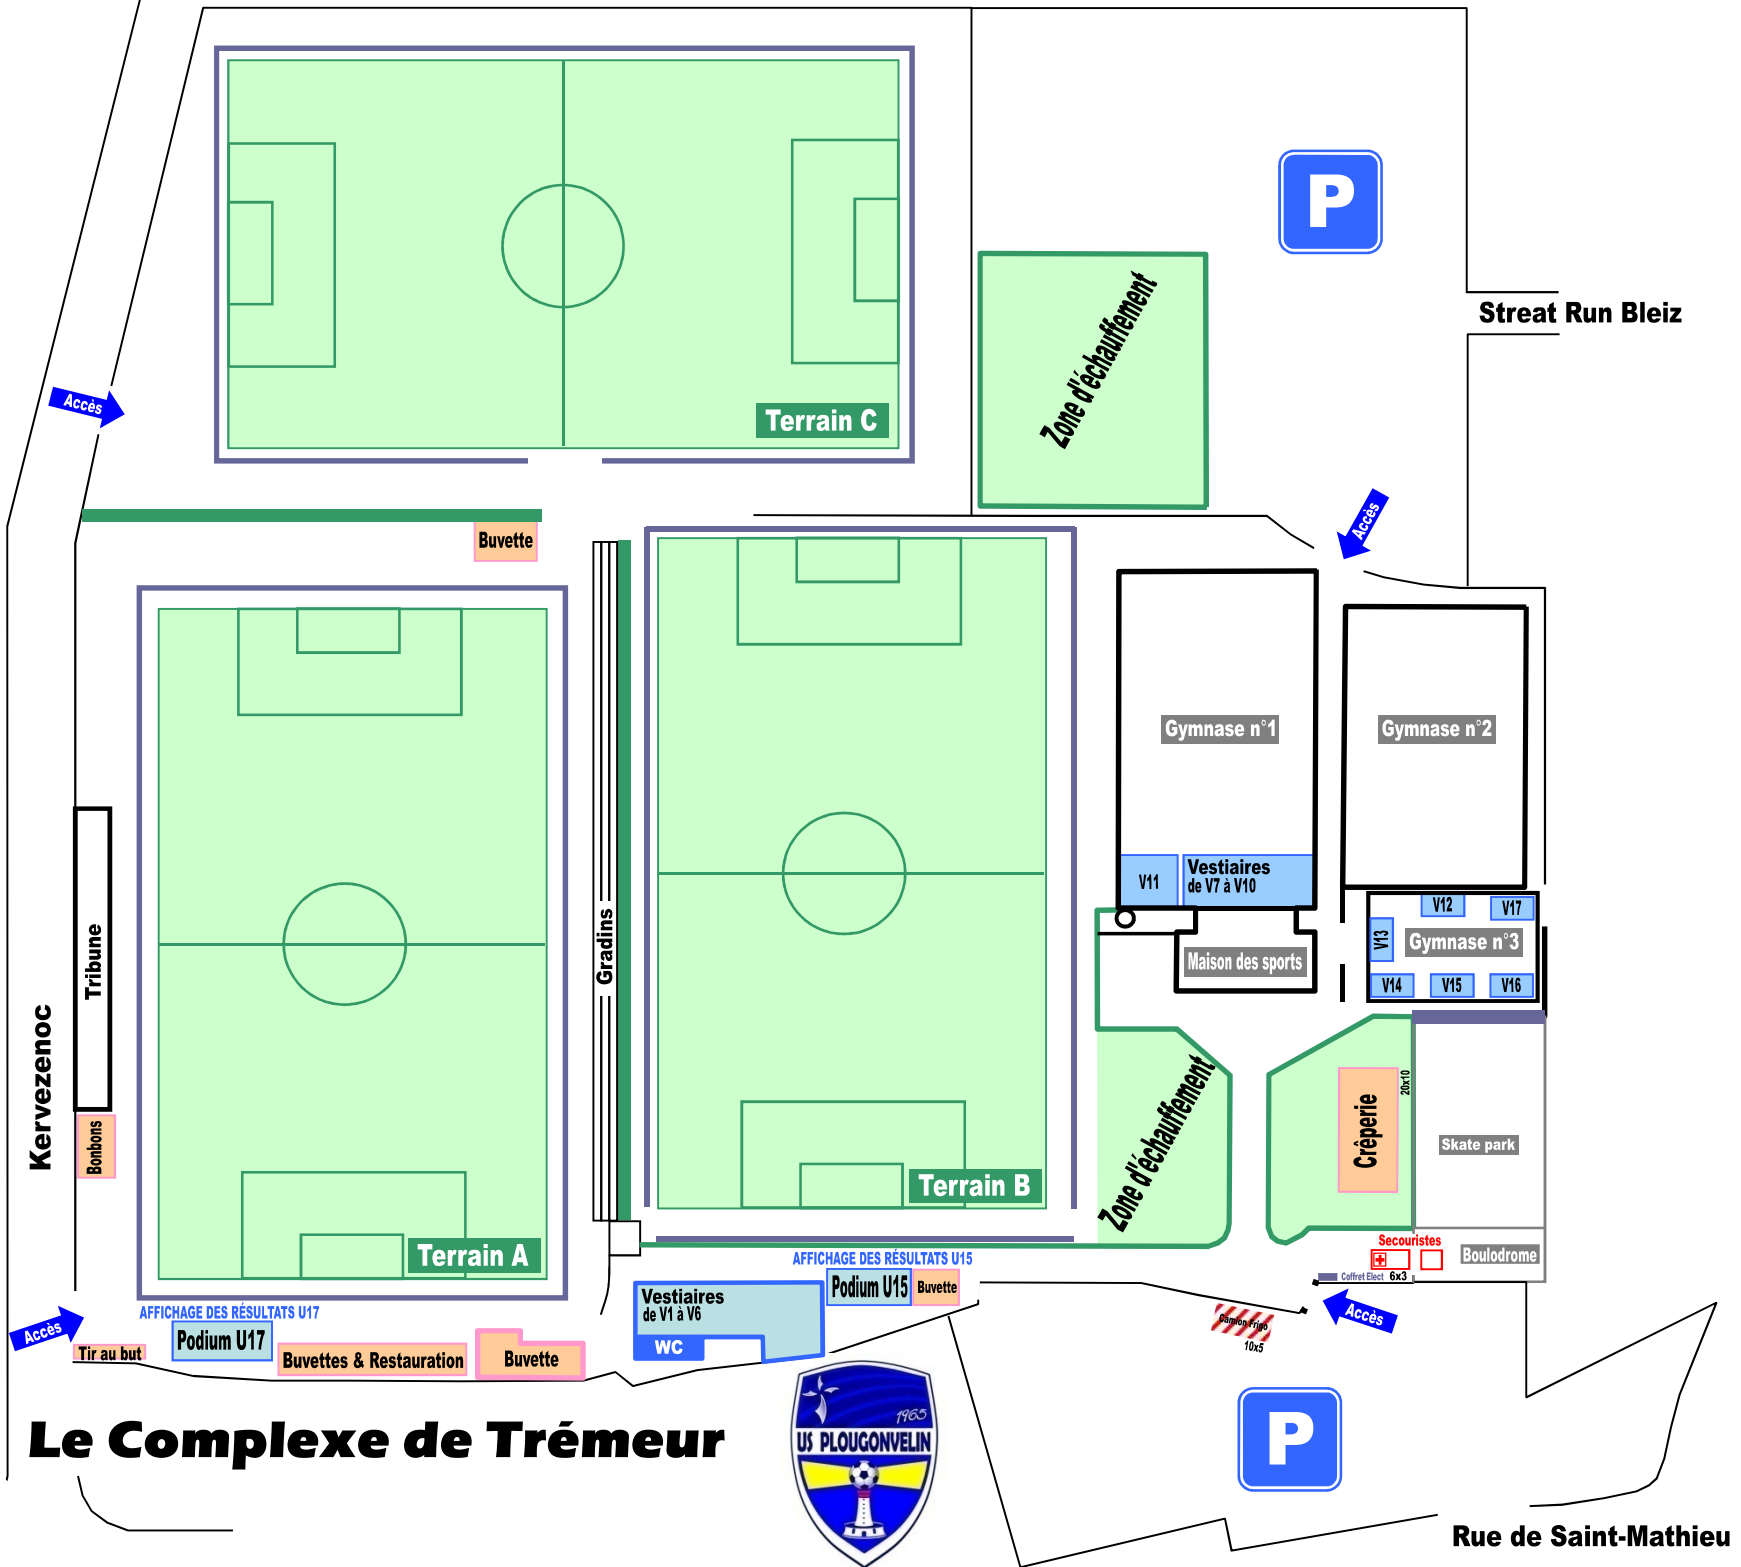 P
Streat Run Bleiz
Zone d'échauffement
Accès
Terrain C
Accès
Buvette
Gymnase n°1
Gymnase n°2
V11
Vestiaires
de V7 à V10
V12
V17
V13
Gymnase n°3
V14
V15
V16
Maison des sports
Tribune
Gradins
Kervezenoc
Bonbons
Terrain A
Terrain B
Zone d'échauffement
Crêperie
20x10
Skate park
Secouristes
Boulodrome
Coffret Elect
6x3
Accès
Camion Frigo
10x5
AFFICHAGE DES RÉSULTATS U15
Podium U15
Buvette
Vestiaires
de V1 à V6
WC
AFFICHAGE DES RÉSULTATS U17
Accès
Podium U17
Tir au but
Buvettes & Restauration
Buvette
Le Complexe de Trémeur
1965
US PLOUGONVELIN
P
Rue de Saint-Mathieu